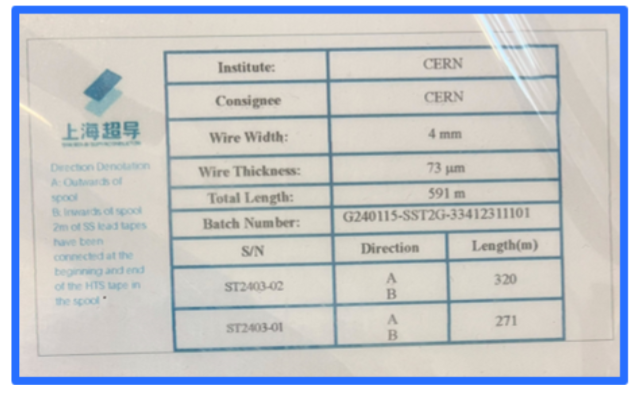 上海超导
Institute: CERN
Consignee CERN
Wire Width: 4 mm
Wire Thickness: 73 μm
Total Length: 591 m
Batch Number: G240115-SST2G-33412311101
S/N Direction Length(m)
ST2403-02 A 320
B
ST2403-01 A 271
B
Direction Denotation
A: Outwards of
spool
B: Inwards of spool
2m of SS lead tapes
have been
connected at the
beginning and end
of the HTS tape in
the spool